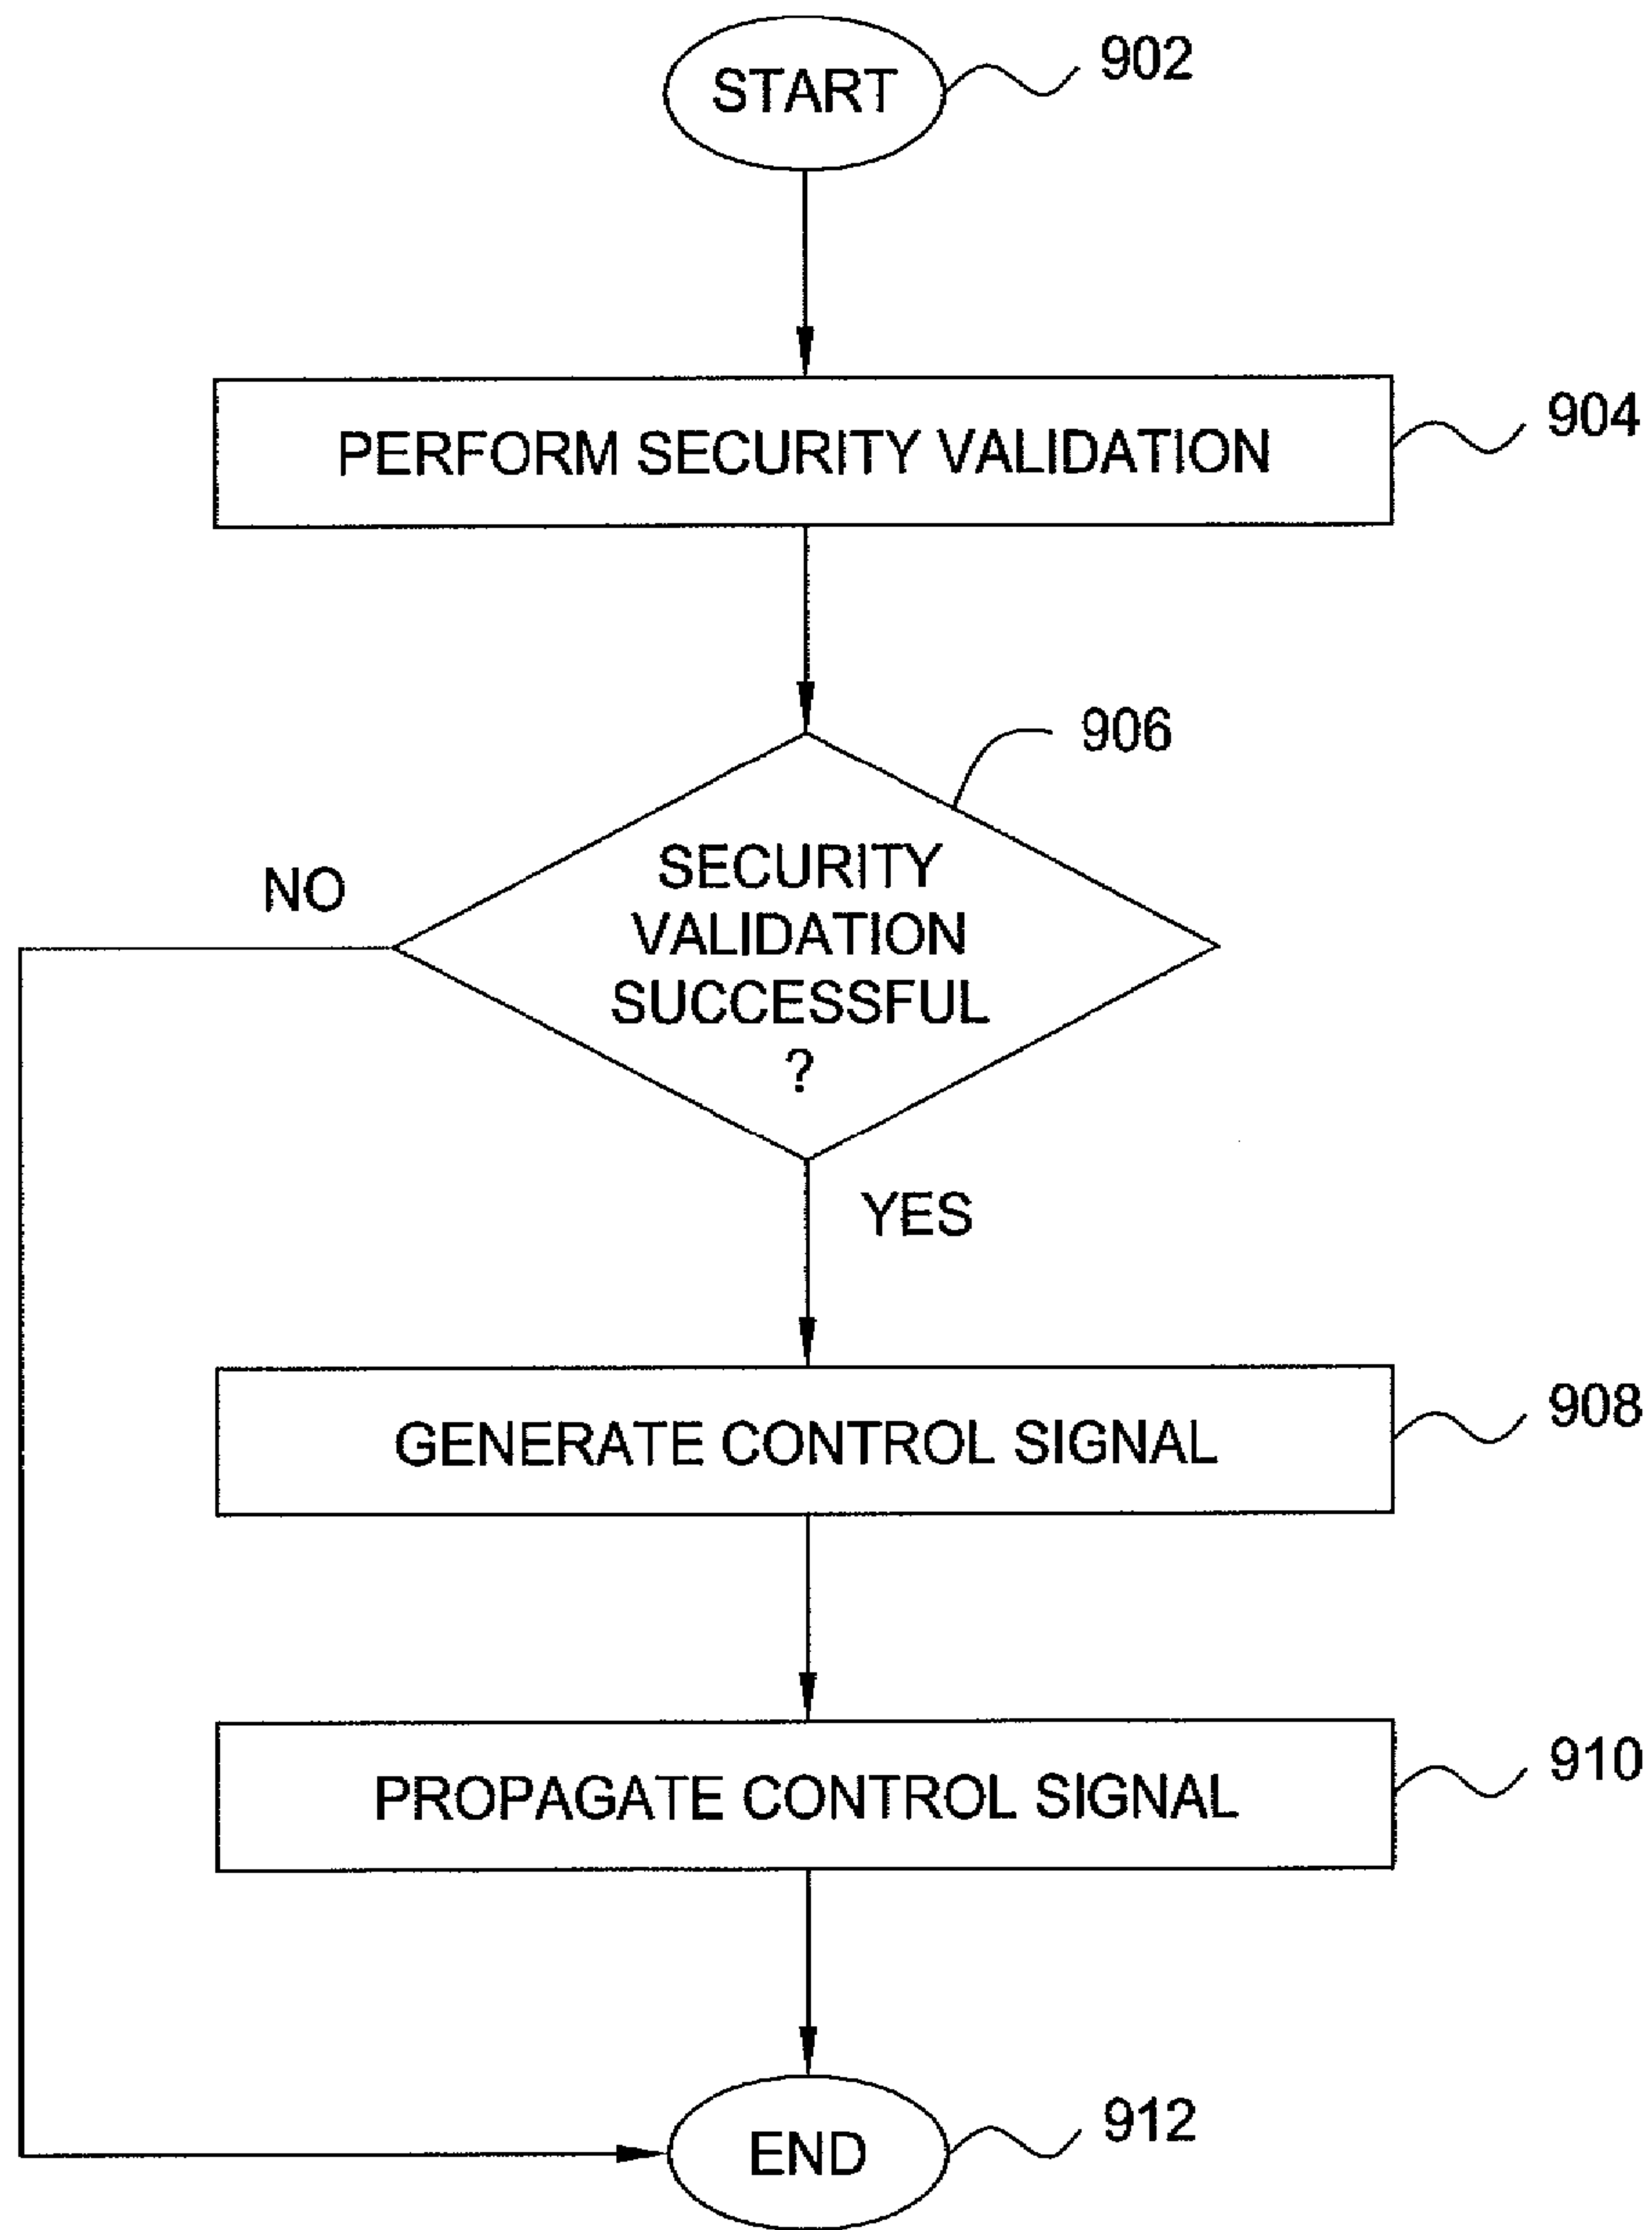 START
902
PERFORM SECURITY VALIDATION
904
906
SECURITY
VALIDATION
SUCCESSFUL
?
NO
YES
GENERATE CONTROL SIGNAL
908
PROPAGATE CONTROL SIGNAL
910
END
912